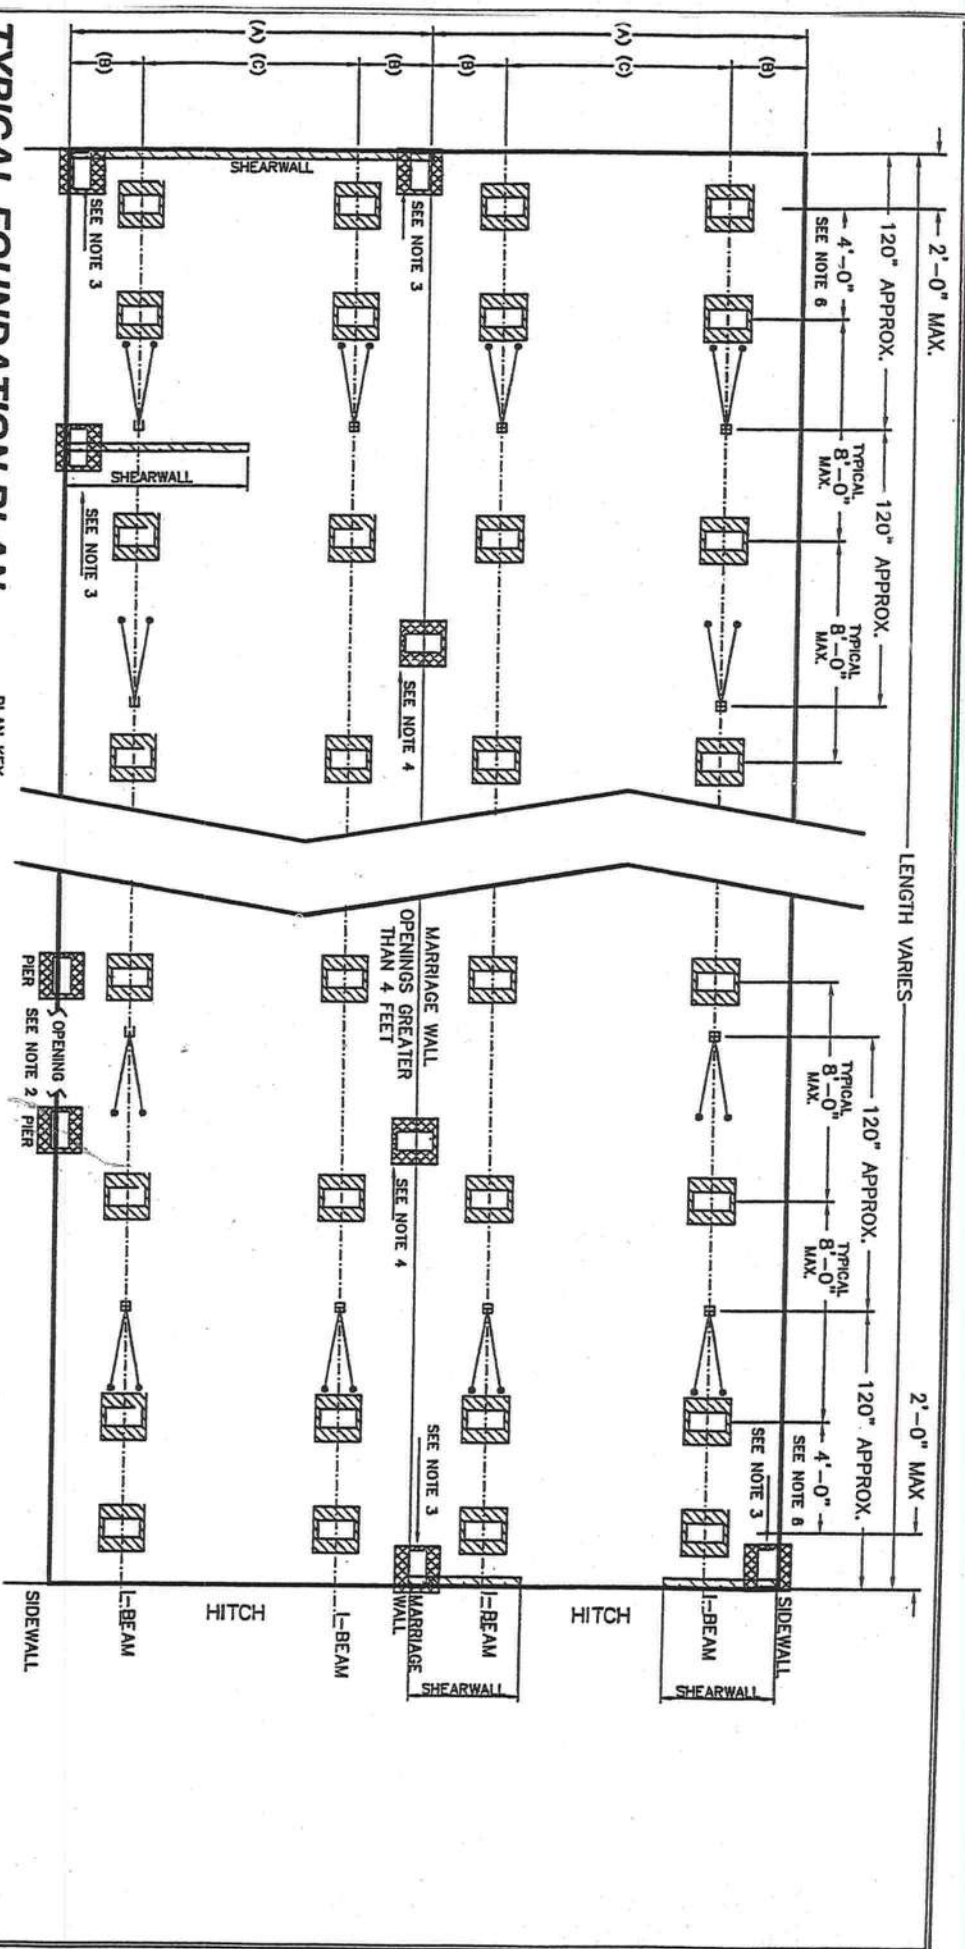 2'-0" MAX.
LENGTH VARIES
2'-0" MAX
120" APPROX.
120" APPROX.
120" APPROX.
120" APPROX.
4'-0"
SEE NOTE 6
TYPICAL
8'-0"
MAX.
TYPICAL
8'-0"
MAX.
TYPICAL
8'-0"
MAX.
TYPICAL
8'-0"
MAX.
4'-0"
SEE NOTE 6
SEE NOTE 3
(A)
(A)
(B)
(C)
(B)
(B)
(C)
(B)
SIDEWALL
I-BEAM
SHEARWALL
HITCH
I-BEAM
SHEARWALL
MARRIAGE
WALL
SEE NOTE 3
SEE NOTE 3
SEE NOTE 4
MARRIAGE WALL
OPENINGS GREATER
THAN 4 FEET
SEE NOTE 4
I-BEAM
HITCH
SHEARWALL
I-BEAM
SEE NOTE 3
SHEARWALL
SEE NOTE 3
OPENING
PIER
SEE NOTE 2
PIER
SIDEWALL
TYPICAL FOUNDATION PLAN
PLAN KEY